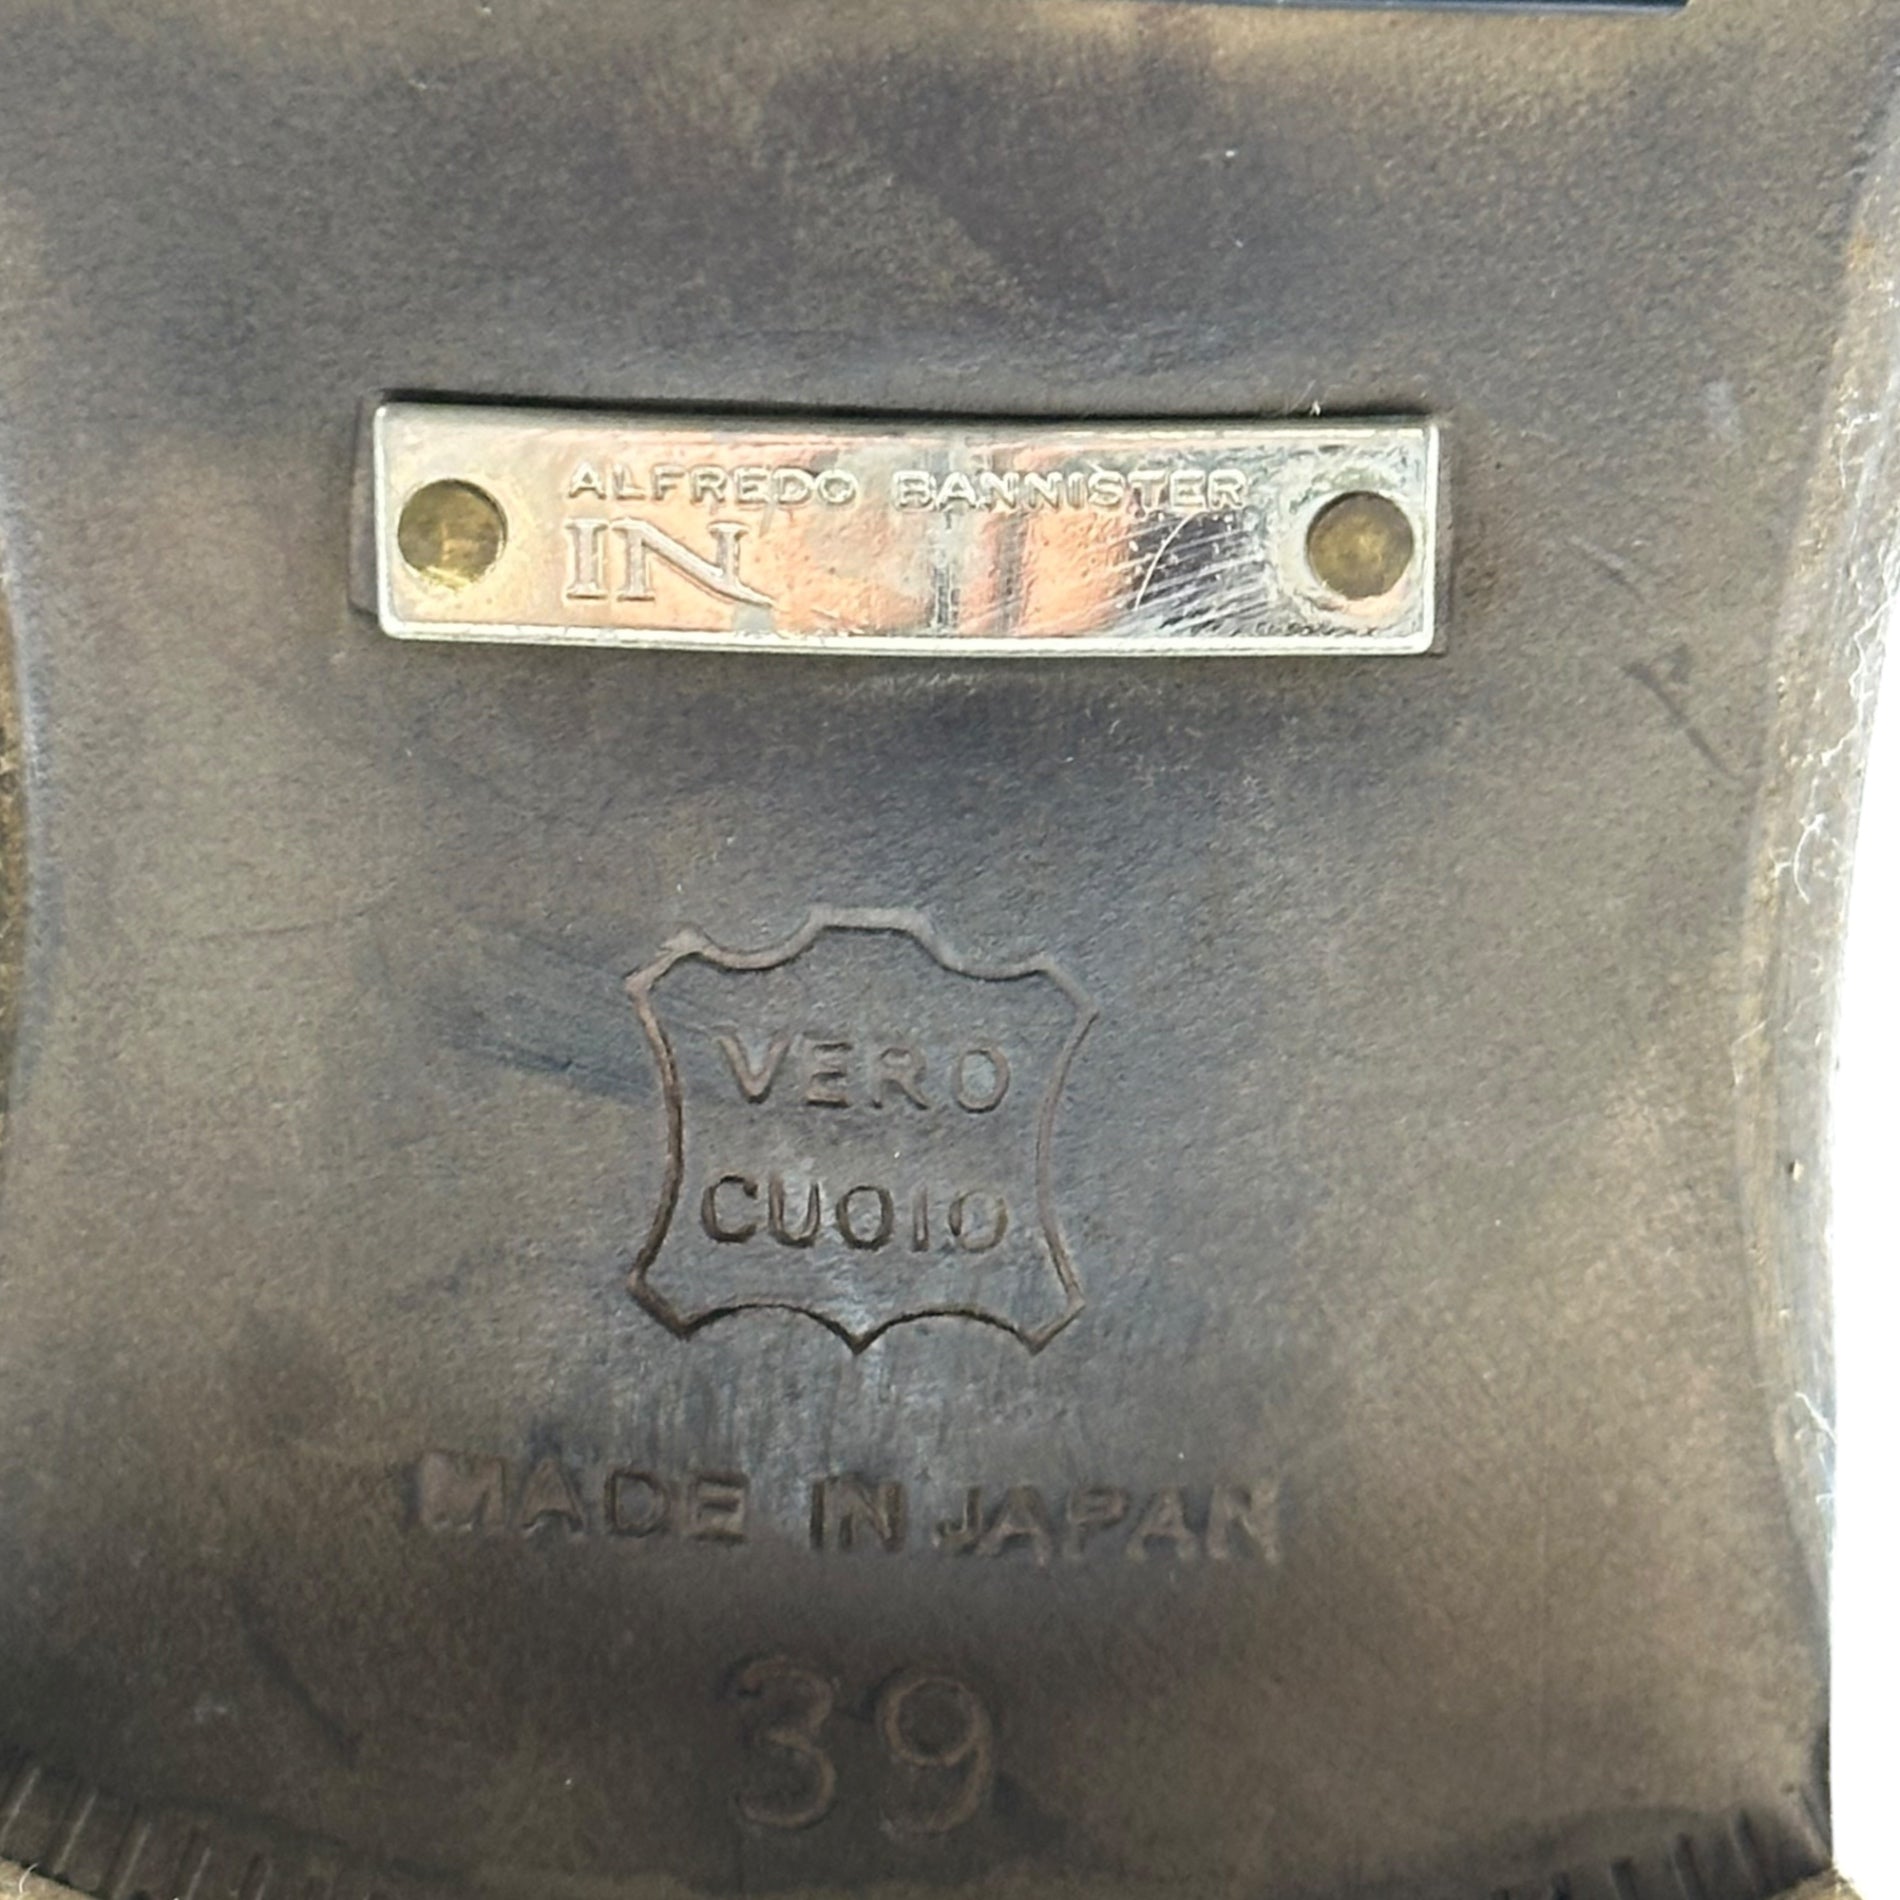 ALFREDO BANNISTER
IN
VERO
CUOIO
MADE IN JAPAN
39